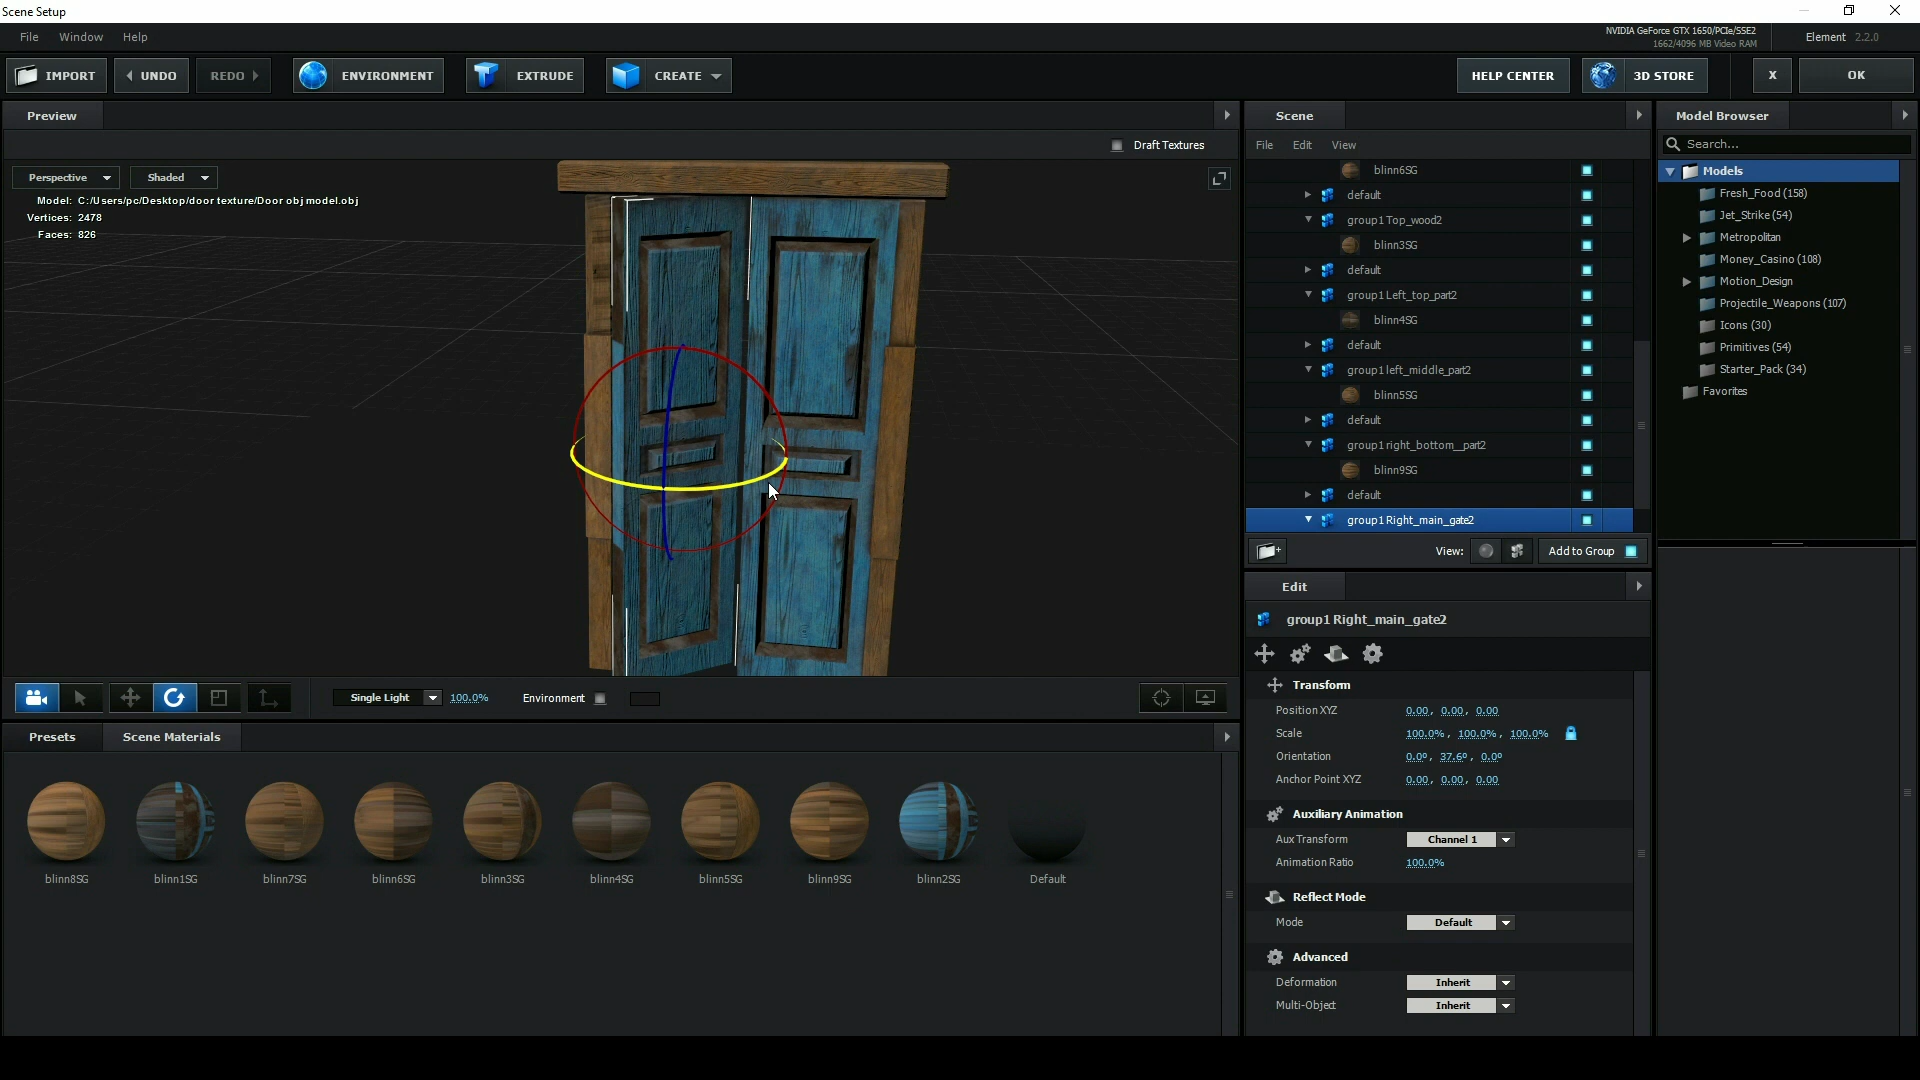 Scene Setup
File Window Help
NVIDIA GeForce GTX 1650/PCIe/SSE2
1662/4096 MB Video RAM
Element 2.2.0
IMPORT UNDO REDO ENVIRONMENT EXTRUDE CREATE HELP CENTER 3D STORE X OK
Preview
Draft Textures
Perspective Shaded
Model: C:/Users/pc/Desktop/door texture/Door obj model.obj
Vertices: 2478
Faces: 826
Single Light 100.0% Environment
Presets Scene Materials
blinn8SG blinn1SG blinn7SG blinn6SG blinn3SG blinn4SG blinn5SG blinn9SG blinn2SG Default
Scene
File Edit View
blinn6SG
default
group1 Top_wood2
blinn3SG
default
group1 Left_top_part2
blinn4SG
default
group1 left_middle_part2
blinn5SG
default
group1 right_bottom__part2
blinn9SG
default
group1 Right_main_gate2
View: Add to Group
Edit
group1 Right_main_gate2
Transform
Position XYZ 0.00, 0.00, 0.00
Scale 100.0%, 100.0%, 100.0%
Orientation 0.0º, 37.6º, 0.0º
Anchor Point XYZ 0.00, 0.00, 0.00
Auxiliary Animation
Aux Transform Channel 1
Animation Ratio 100.0%
Reflect Mode
Mode Default
Advanced
Deformation Inherit
Multi-Object Inherit
Model Browser
Search...
Models
Fresh_Food (158)
Jet_Strike (54)
Metropolitan
Money_Casino (108)
Motion_Design
Projectile_Weapons (107)
Icons (30)
Primitives (54)
Starter_Pack (34)
Favorites